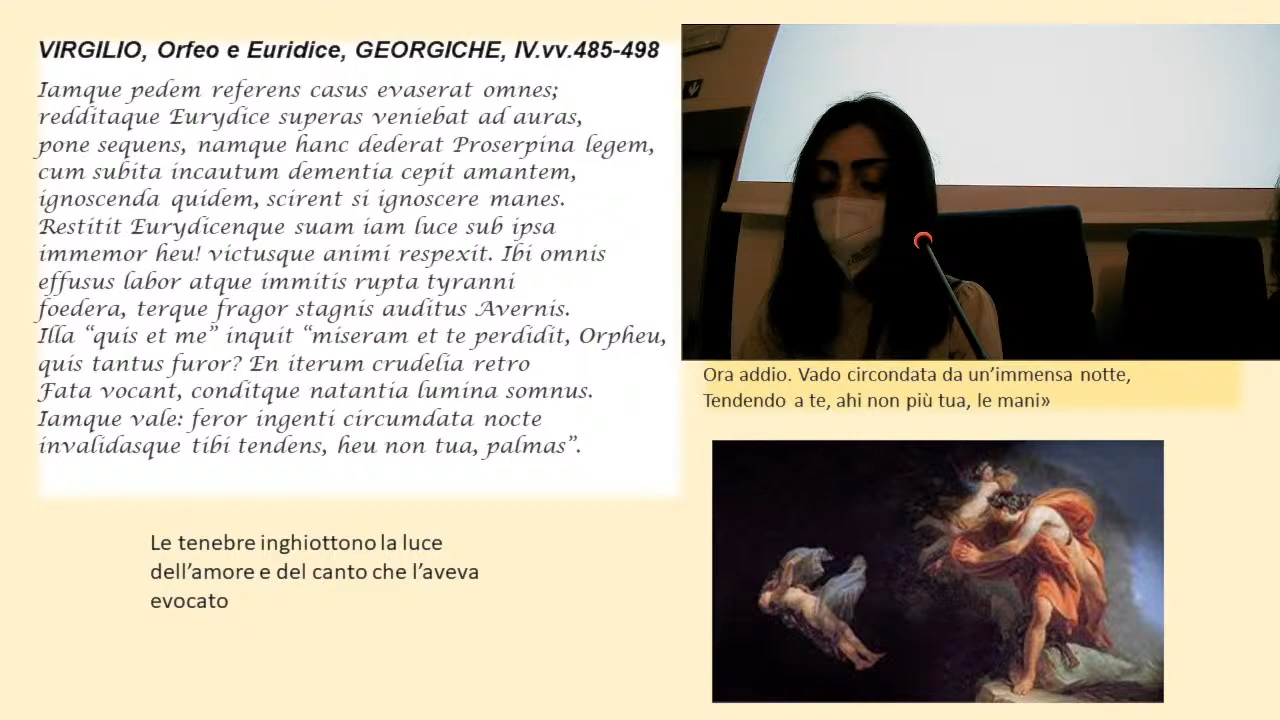 VIRGILIO, Orfeo e Euridice, GEORGICHE, IV.vv.485-498
Iamque pedem referens casus evaserat omnes;
redditaque Eurydice superas veniebat ad auras,
pone sequens, namque hanc dederat Proserpina legem,
cum subita incautum dementia cepit amantem,
ignoscenda quidem, scirent si ignoscere manes.
Restitit Eurydicenque suam iam luce sub ipsa
immemor heu! victusque animi respexit. Ibi omnis
effusus labor atque immitis rupta tyranni
foedera, terque fragor stagnis auditus Avernis.
Illa “quis et me” inquit “miseram et te perdidit, Orpheu,
quis tantus furor? En iterum crudelia retro
Fata vocant, conditque natantia lumina somnus.
Iamque vale: feror ingenti circumdata nocte
invalidasque tibi tendens, heu non tua, palmas”.
Ora addio. Vado circondata da un’immensa notte,
Tendendo a te, ahi non più tua, le mani»
Le tenebre inghiottono la luce
dell’amore e del canto che l’aveva
evocato